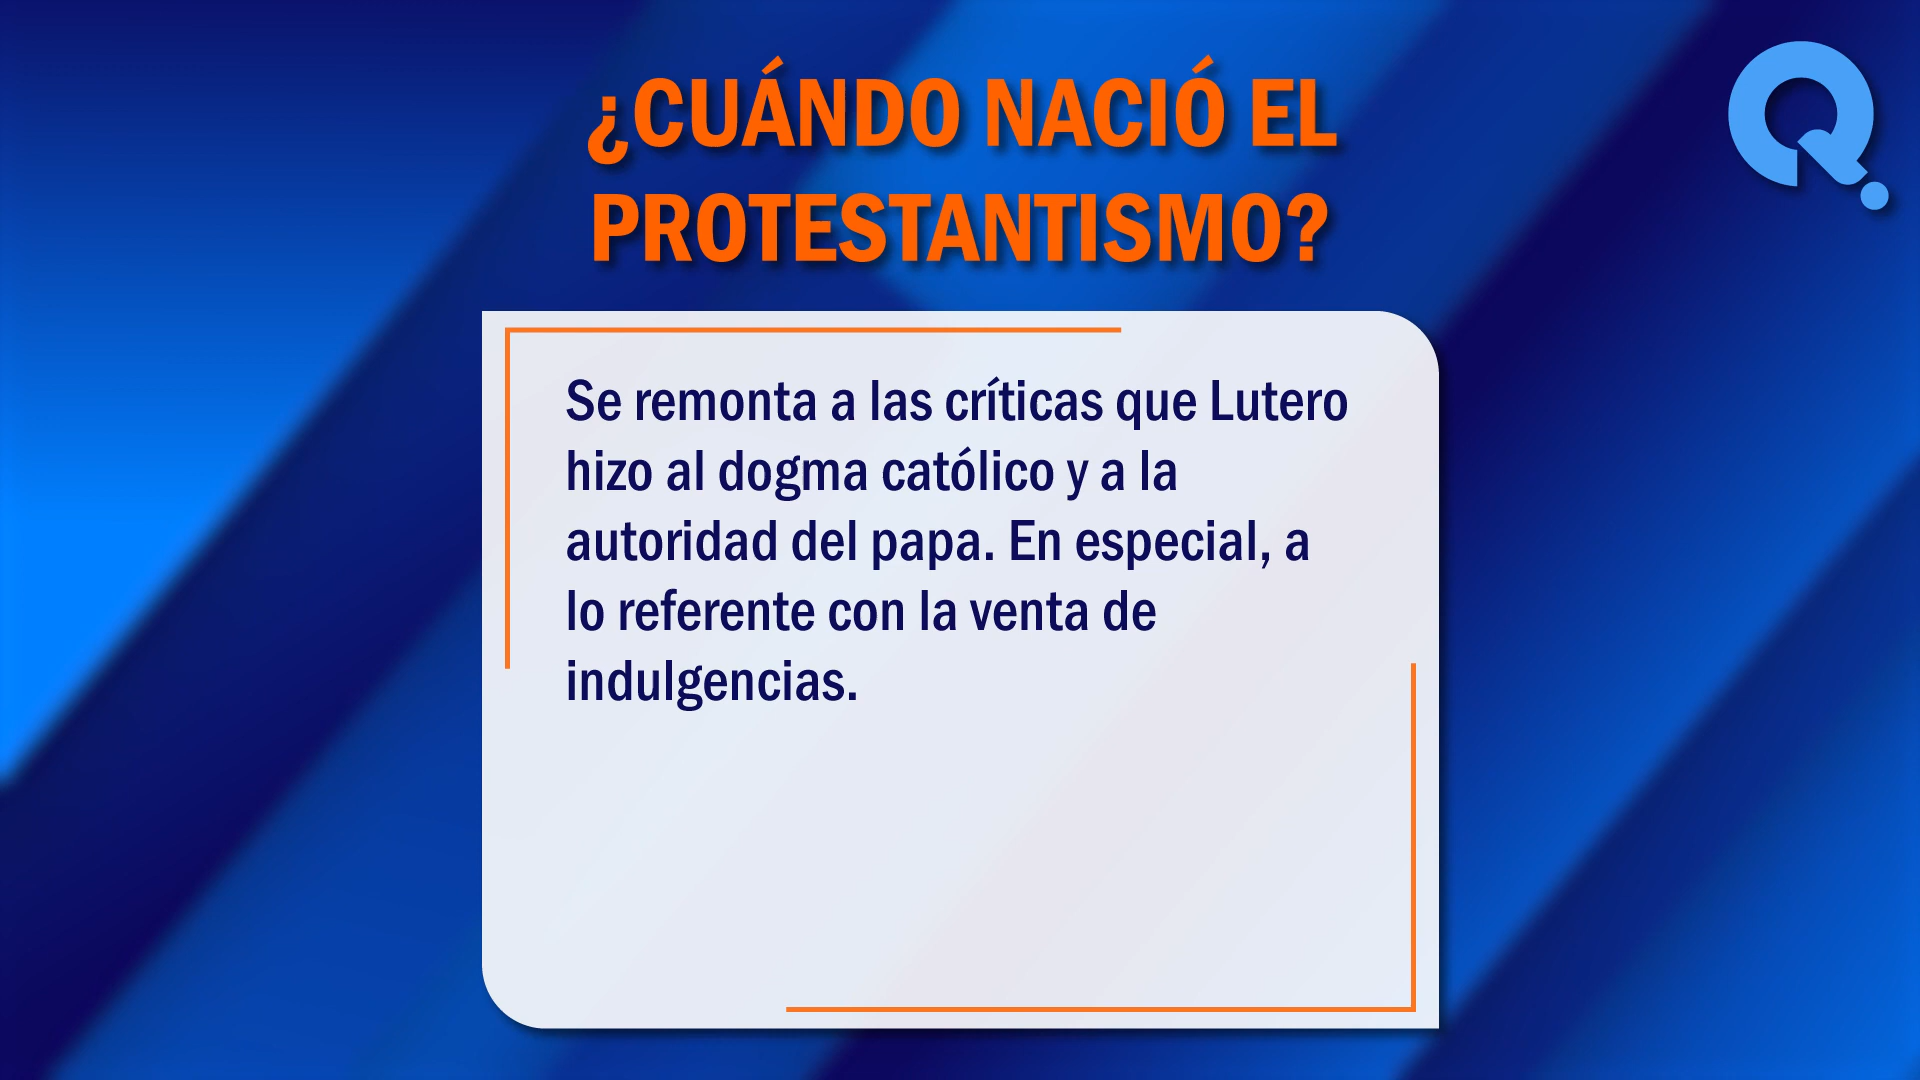 ¿CUÁNDO NACIÓ EL
PROTESTANTISMO?
Se remonta a las críticas que Lutero
hizo al dogma católico y a la
autoridad del papa. En especial, a
lo referente con la venta de
indulgencias.